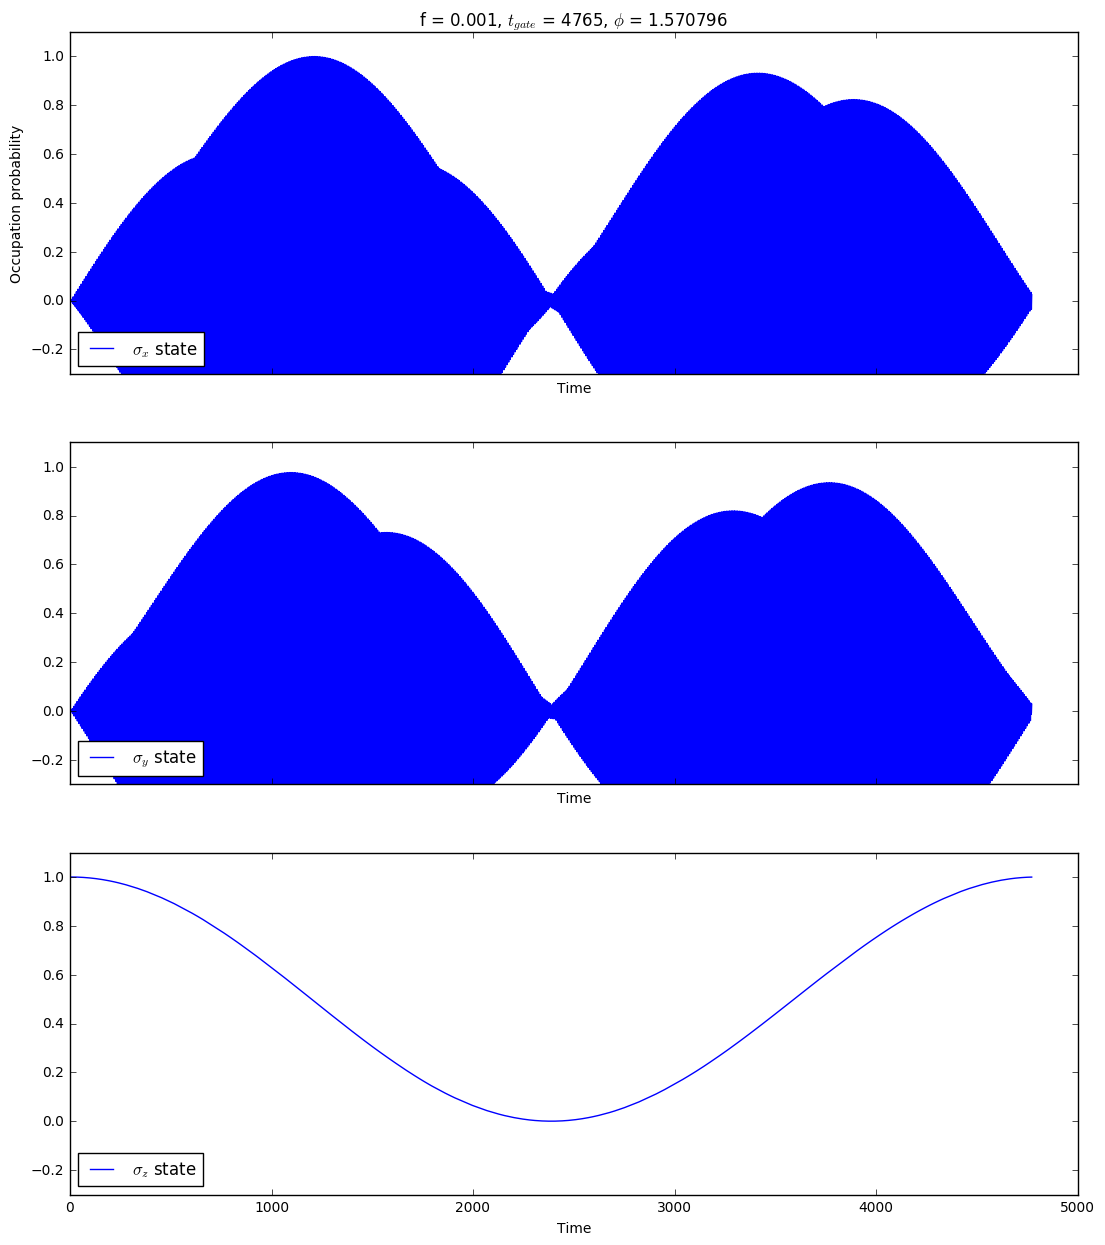 f = 0.001, t_gate = 4765, ϕ = 1.570796
1.0
0.8
0.6
0.4
0.2
0.0
−0.2
Occupation probability
σ_x state
Time
1.0
0.8
0.6
0.4
0.2
0.0
−0.2
σ_y state
Time
1.0
0.8
0.6
0.4
0.2
0.0
−0.2
σ_z state
0 1000 2000 3000 4000 5000
Time